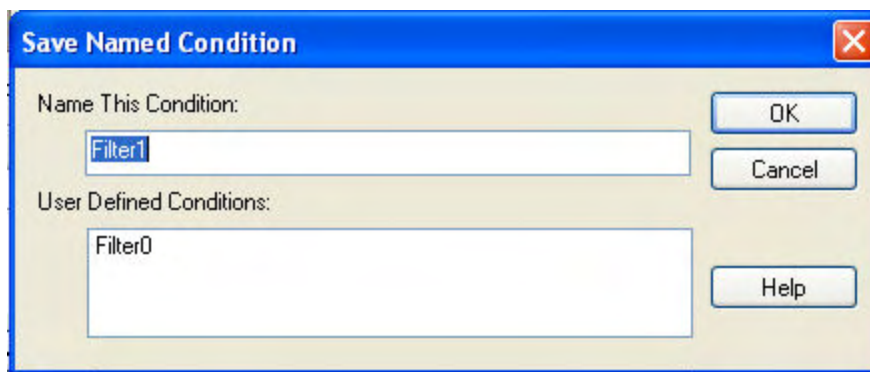 Save Named Condition
Name This Condition:
OK
Filter1
Cancel
User Defined Conditions:
Filter0
Help